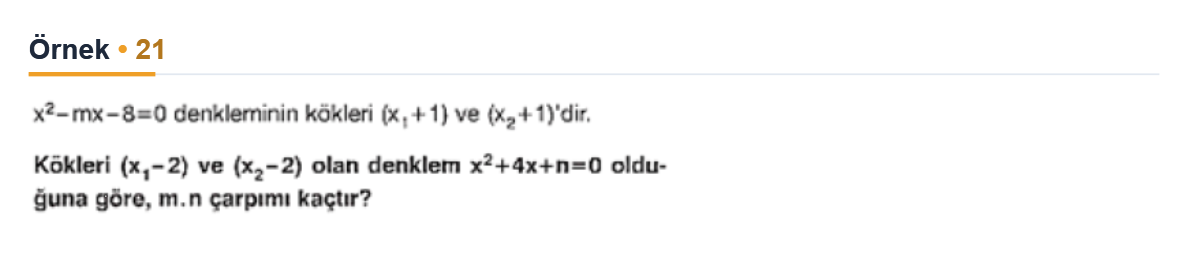 Örnek • 21
x²-mx-8=0 denkleminin kökleri (x₁+1) ve (x₂+1)'dir.
Kökleri (x₁-2) ve (x₂-2) olan denklem x²+4x+n=0 oldu-
ğuna göre, m.n çarpımı kaçtır?